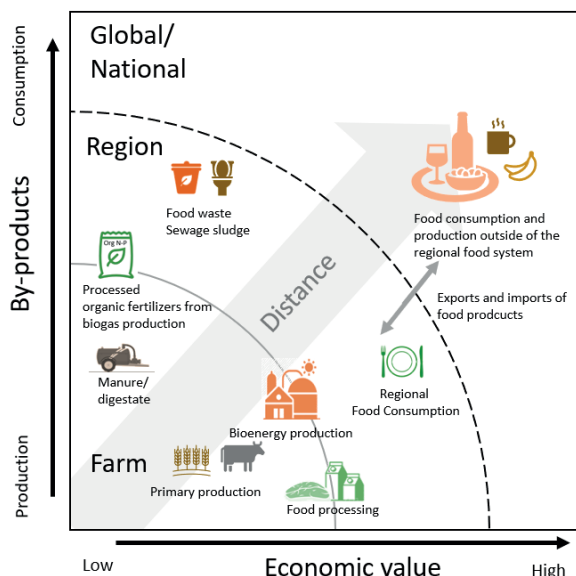 Global/
National
Region
Food waste
Sewage sludge
Org N-P
Processed
organic fertilizers from
biogas production
Manure/
digestate
Farm
Primary production
Bioenergy production
Food processing
Distance
Food consumption and
production outside of the
regional food system
Exports and imports of
food prodcucts
Regional
Food Consumption
Consumption
By-products
Production
Low
Economic value
High